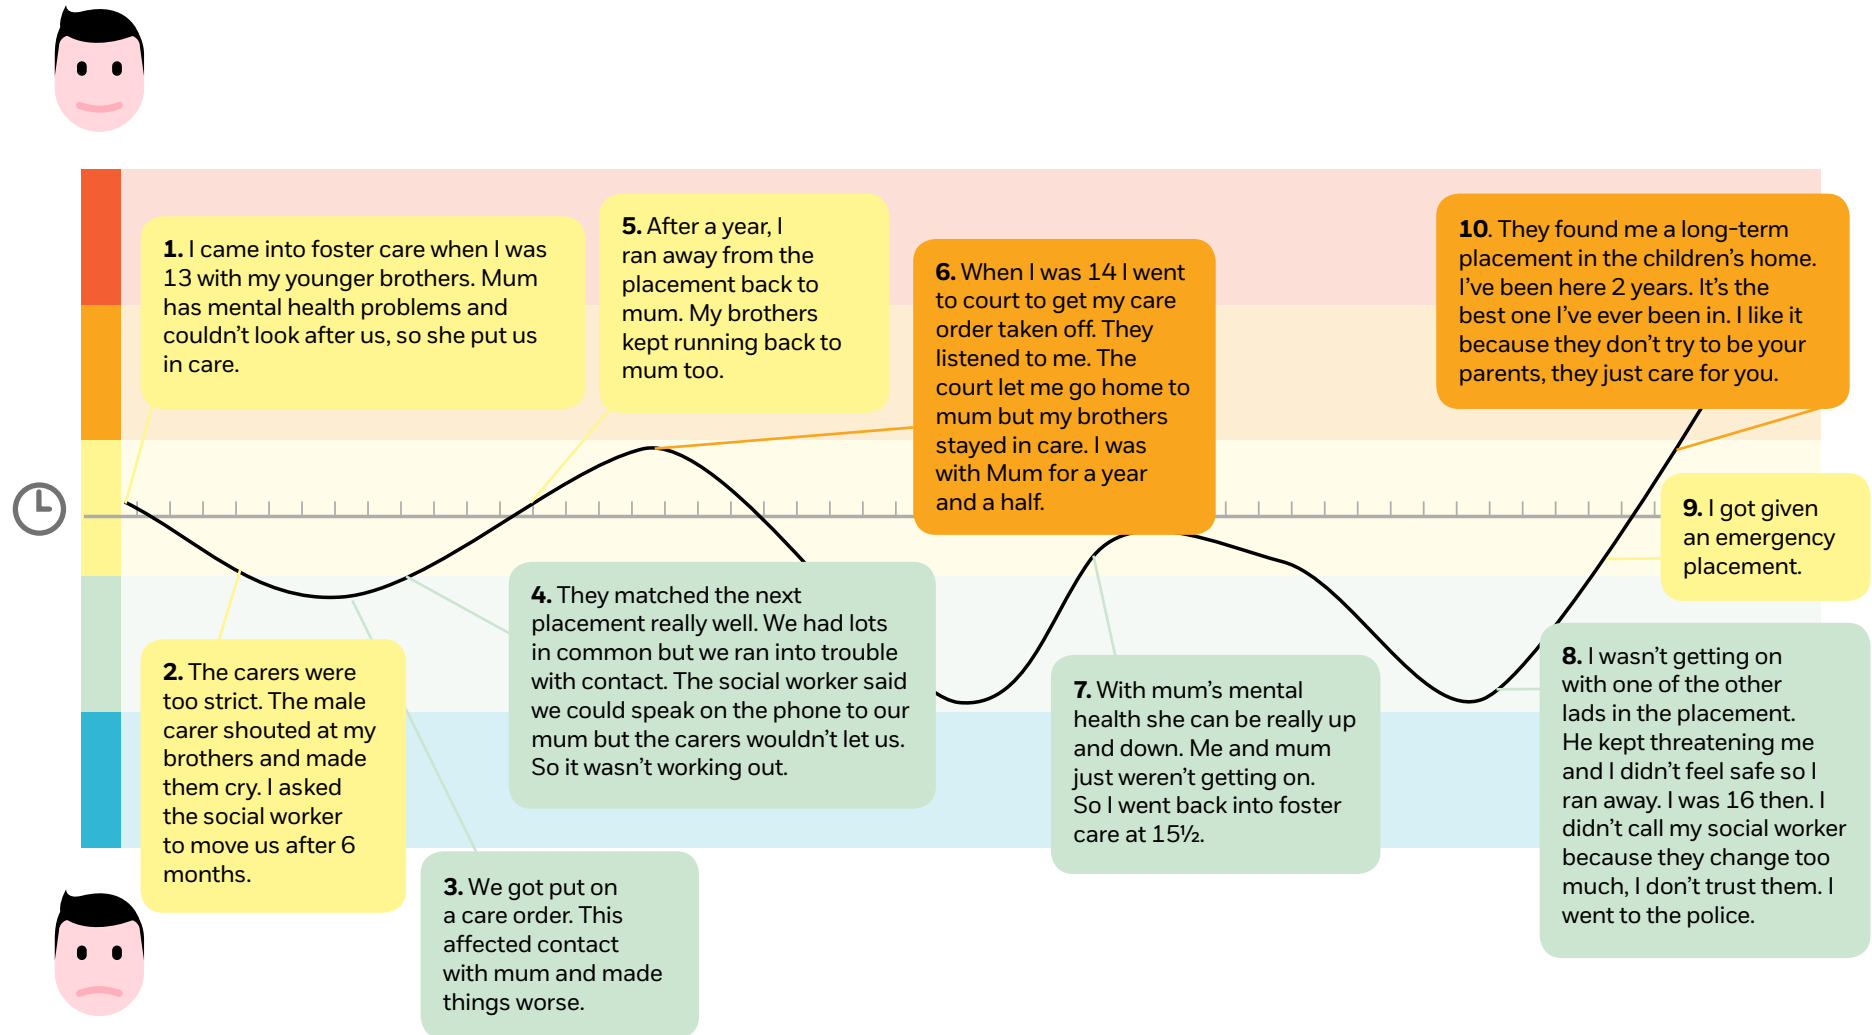 1. I came into foster care when I was
13 with my younger brothers. Mum
has mental health problems and
couldn’t look after us, so she put us
in care.
2. The carers were
too strict. The male
carer shouted at my
brothers and made
them cry. I asked
the social worker
to move us after 6
months.
3. We got put on
a care order. This
affected contact
with mum and made
things worse.
4. They matched the next
placement really well. We had lots
in common but we ran into trouble
with contact. The social worker said
we could speak on the phone to our
mum but the carers wouldn’t let us.
So it wasn’t working out.
5. After a year, I
ran away from the
placement back to
mum. My brothers
kept running back to
mum too.
6. When I was 14 I went
to court to get my care
order taken off. They
listened to me. The
court let me go home to
mum but my brothers
stayed in care. I was
with Mum for a year
and a half.
7. With mum’s mental
health she can be really up
and down. Me and mum
just weren’t getting on.
So I went back into foster
care at 15½.
8. I wasn’t getting on
with one of the other
lads in the placement.
He kept threatening me
and I didn’t feel safe so I
ran away. I was 16 then. I
didn’t call my social worker
because they change too
much, I don’t trust them. I
went to the police.
9. I got given
an emergency
placement.
10. They found me a long-term
placement in the children’s home.
I’ve been here 2 years. It’s the
best one I’ve ever been in. I like it
because they don’t try to be your
parents, they just care for you.